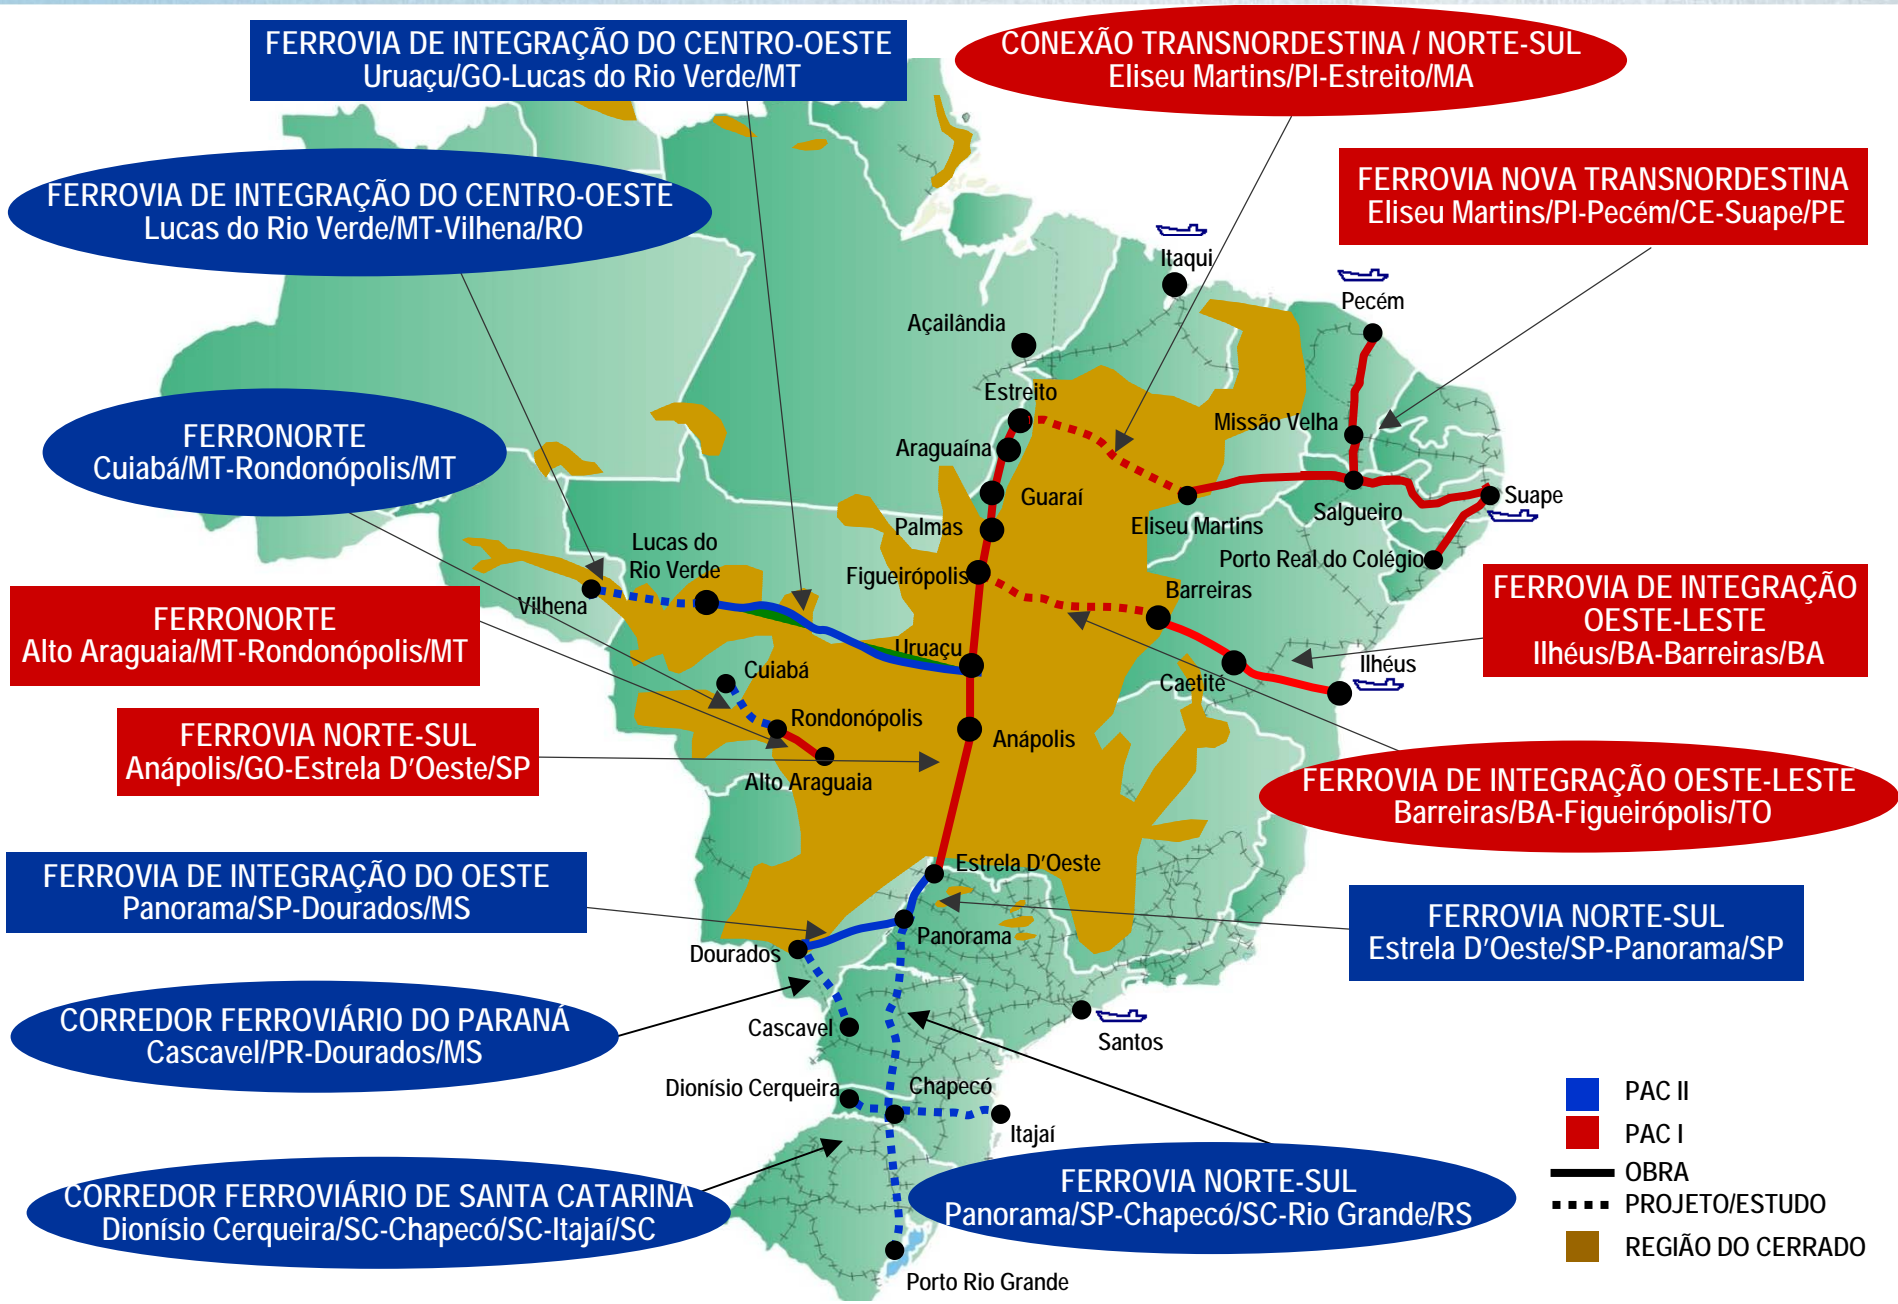 FERROVIA DE INTEGRAÇÃO DO CENTRO-OESTE
Uruaçu/GO-Lucas do Rio Verde/MT
CONEXÃO TRANSNORDESTINA / NORTE-SUL
Eliseu Martins/PI-Estreito/MA
FERROVIA DE INTEGRAÇÃO DO CENTRO-OESTE
Lucas do Rio Verde/MT-Vilhena/RO
FERROVIA NOVA TRANSNORDESTINA
Eliseu Martins/PI-Pecém/CE-Suape/PE
Itaqui
Pecém
Açailândia
Estreito
Missão Velha
FERRONORTE
Cuiabá/MT-Rondonópolis/MT
Araguaína
Guaraí
Suape
Eliseu Martins
Salgueiro
Palmas
Lucas do
Rio Verde
Figueirópolis
Porto Real do Colégio
Barreiras
Vilhena
FERRONORTE
Alto Araguaia/MT-Rondonópolis/MT
FERROVIA DE INTEGRAÇÃO
OESTE-LESTE
Ilhéus/BA-Barreiras/BA
Uruaçu
Cuiabá
Caetité
Ilhéus
Rondonópolis
Anápolis
FERROVIA NORTE-SUL
Anápolis/GO-Estrela D'Oeste/SP
Alto Araguaia
FERROVIA DE INTEGRAÇÃO OESTE-LESTE
Barreiras/BA-Figueirópolis/TO
Estrela D'Oeste
FERROVIA DE INTEGRAÇÃO DO OESTE
Panorama/SP-Dourados/MS
Panorama
FERROVIA NORTE-SUL
Estrela D'Oeste/SP-Panorama/SP
Dourados
CORREDOR FERROVIÁRIO DO PARANÁ
Cascavel/PR-Dourados/MS
Cascavel
Santos
Dionísio Cerqueira
Chapecó
Itajaí
CORREDOR FERROVIÁRIO DE SANTA CATARINA
Dionísio Cerqueira/SC-Chapecó/SC-Itajaí/SC
FERROVIA NORTE-SUL
Panorama/SP-Chapecó/SC-Rio Grande/RS
Porto Rio Grande
PAC II
PAC I
OBRA
PROJETO/ESTUDO
REGIÃO DO CERRADO